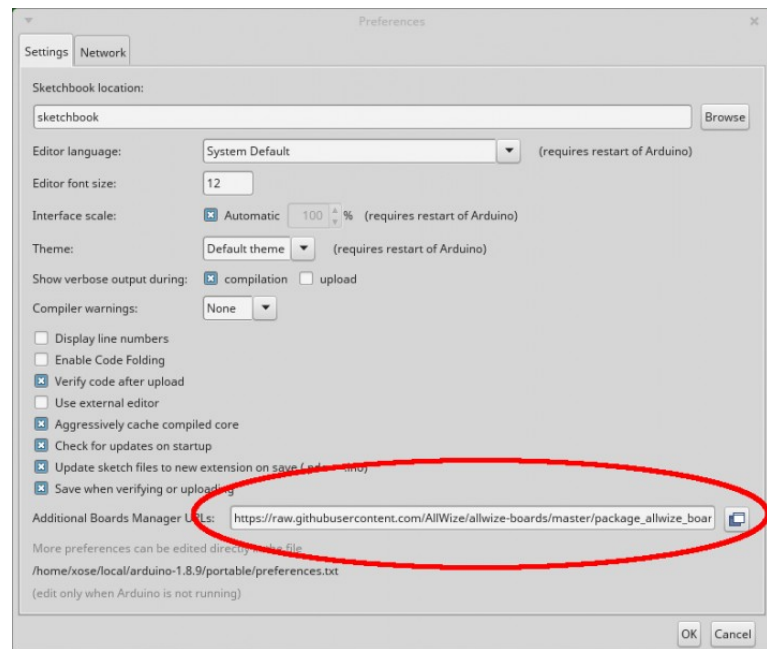 Preferences
Settings Network
Sketchbook location:
sketchbook Browse
Editor language: System Default (requires restart of Arduino)
Editor font size: 12
Interface scale: Automatic 100 % (requires restart of Arduino)
Theme: Default theme (requires restart of Arduino)
Show verbose output during: compilation upload
Compiler warnings: None
Display line numbers
Enable Code Folding
Verify code after upload
Use external editor
Aggressively cache compiled core
Check for updates on startup
Update sketch files to new extension on save
Save when verifying or uploading
Additional Boards Manager URLs: https://raw.githubusercontent.com/AllWize/allwize-boards/master/package_allwize_boar
More preferences can be edited directly in the file
/home/xose/local/arduino-1.8.9/portable/preferences.txt
(edit only when Arduino is not running)
OK Cancel